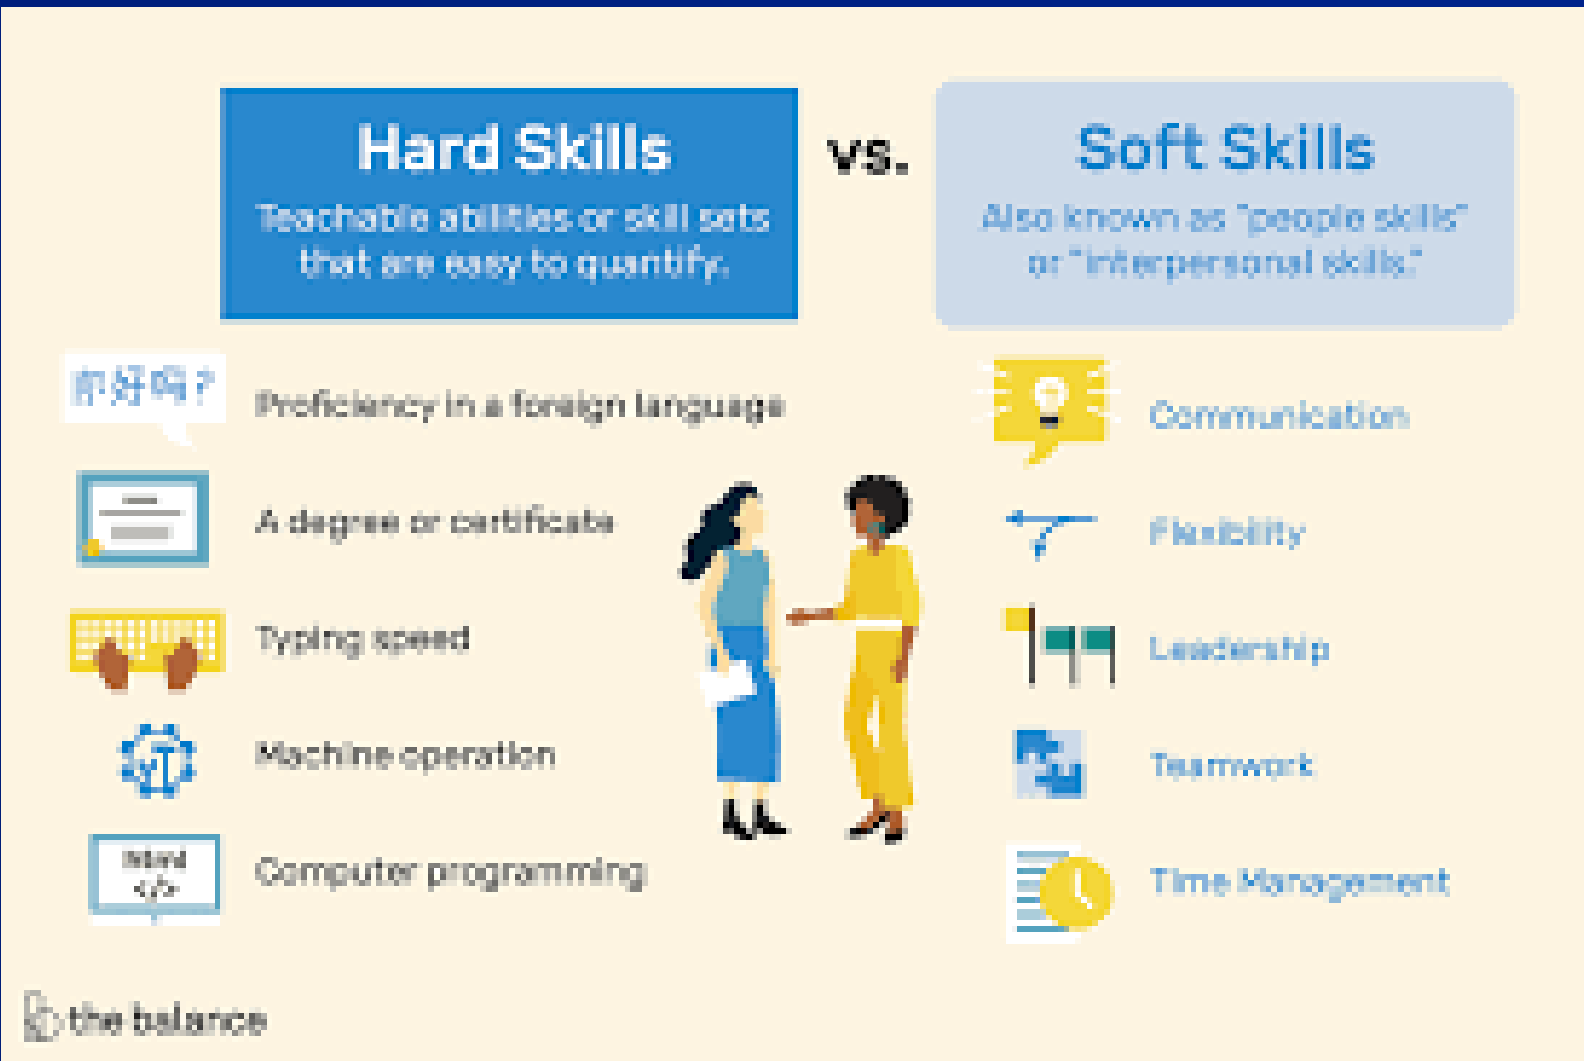 Hard Skills
Teachable abilities or skill sets
that are easy to quantify.
vs.
Soft Skills
Also known as "people skills"
or "interpersonal skills."
你好吗?
Proficiency in a foreign language
A degree or certificate
Typing speed
Machine operation
</>
Computer programming
Communication
Flexibility
Leadership
Teamwork
Time Management
the balance